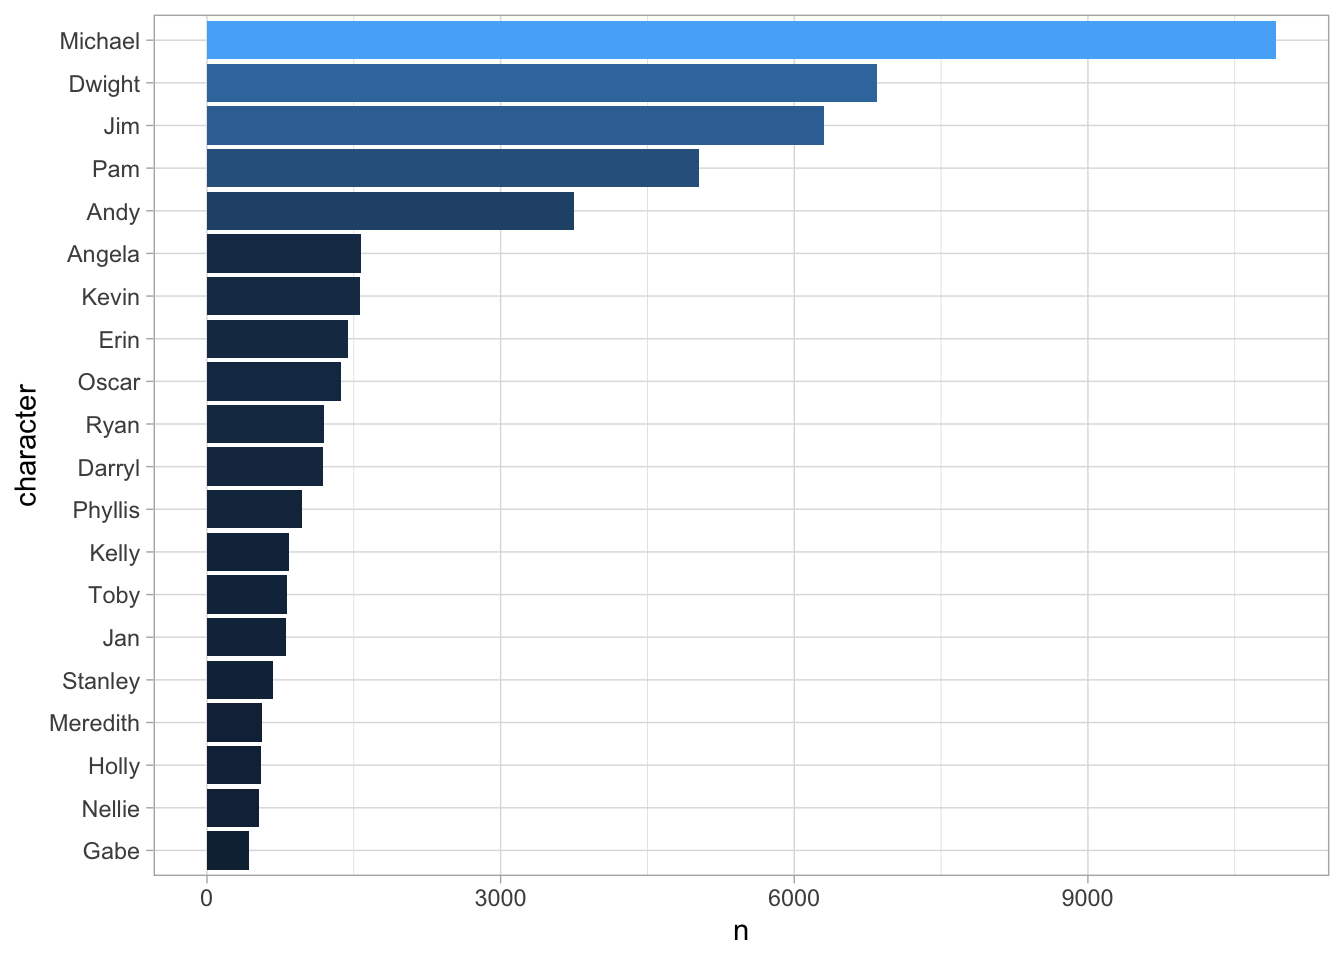 Michael
Dwight
Jim
Pam
Andy
Angela
Kevin
Erin
Oscar
Ryan
Darryl
Phyllis
Kelly
Toby
Jan
Stanley
Meredith
Holly
Nellie
Gabe
character
0 3000 6000 9000
n